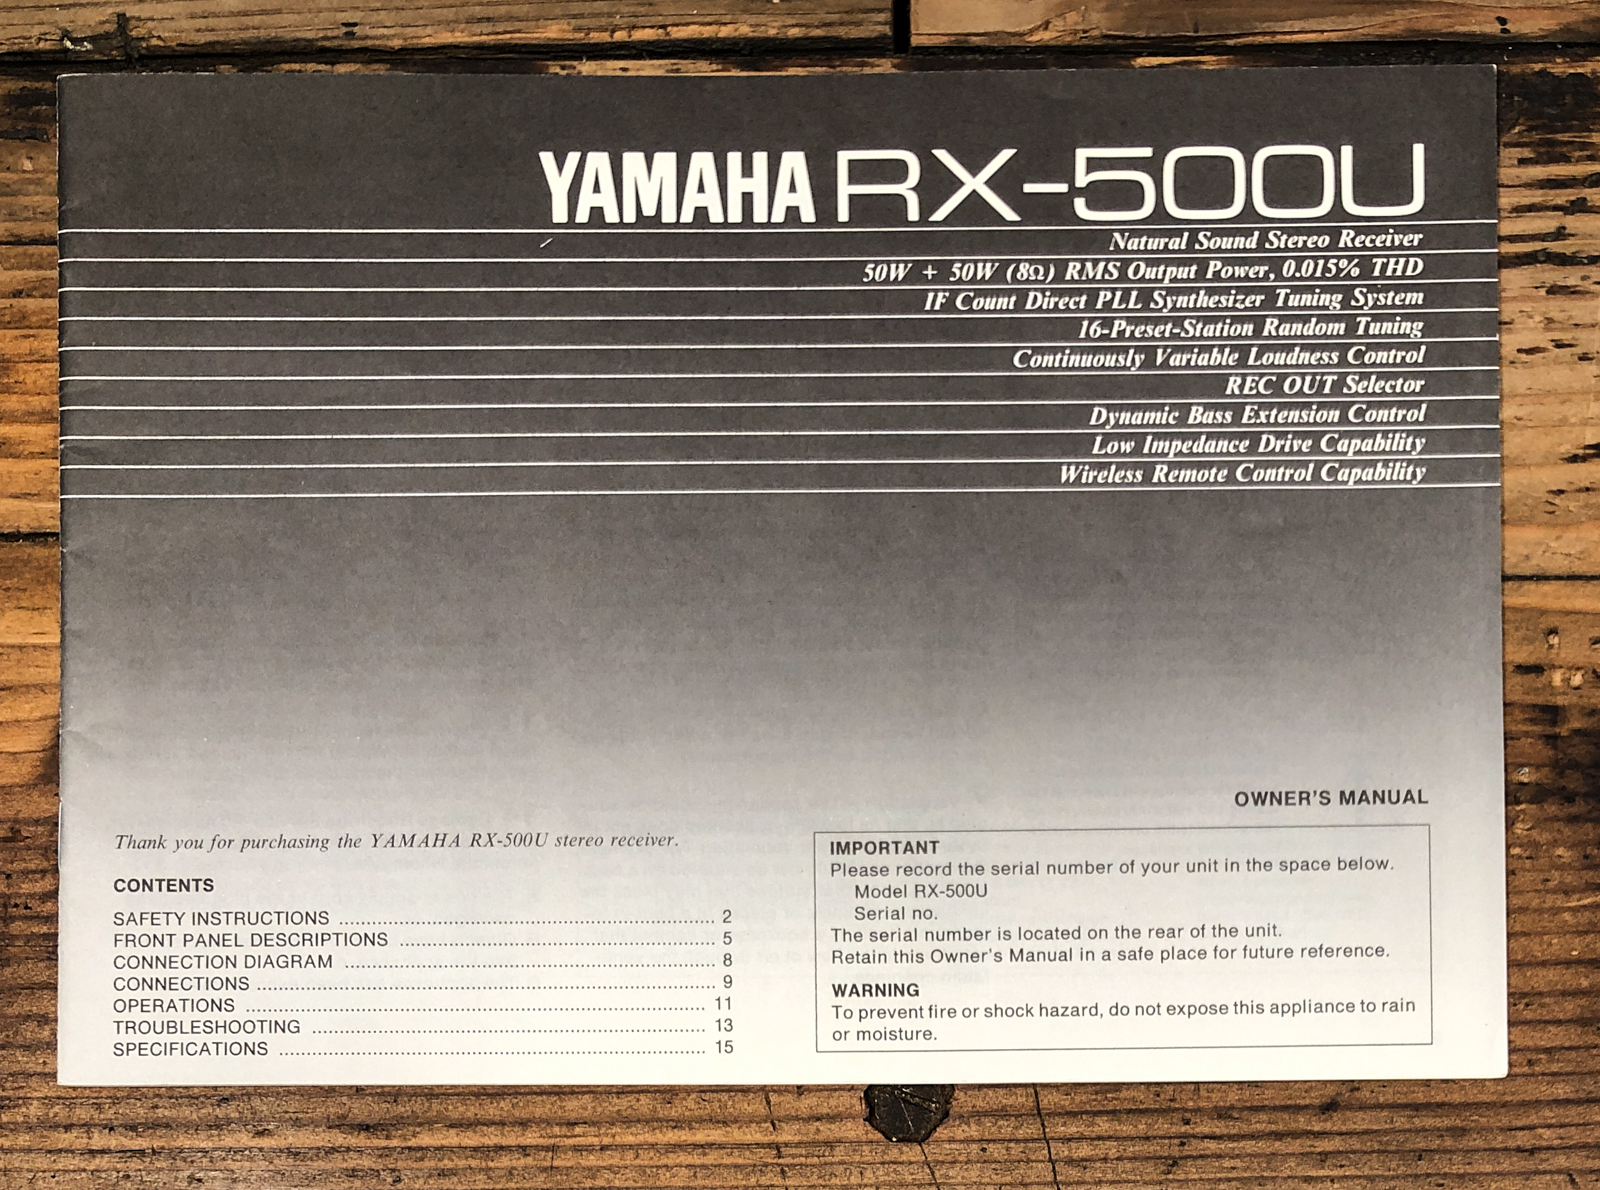 YAMAHA RX-500U
Natural Sound Stereo Receiver
50W + 50W (8Ω) RMS Output Power, 0.015% THD
IF Count Direct PLL Synthesizer Tuning System
16-Preset-Station Random Tuning
Continuously Variable Loudness Control
REC OUT Selector
Dynamic Bass Extension Control
Low Impedance Drive Capability
Wireless Remote Control Capability
OWNER'S MANUAL
Thank you for purchasing the YAMAHA RX-500U stereo receiver.
CONTENTS
SAFETY INSTRUCTIONS ........ 2
FRONT PANEL DESCRIPTIONS ........ 5
CONNECTION DIAGRAM ........ 8
CONNECTIONS ........ 9
OPERATIONS ........ 11
TROUBLESHOOTING ........ 13
SPECIFICATIONS ........ 15
IMPORTANT
Please record the serial number of your unit in the space below.
Model RX-500U
Serial no.
The serial number is located on the rear of the unit.
Retain this Owner's Manual in a safe place for future reference.
WARNING
To prevent fire or shock hazard, do not expose this appliance to rain
or moisture.